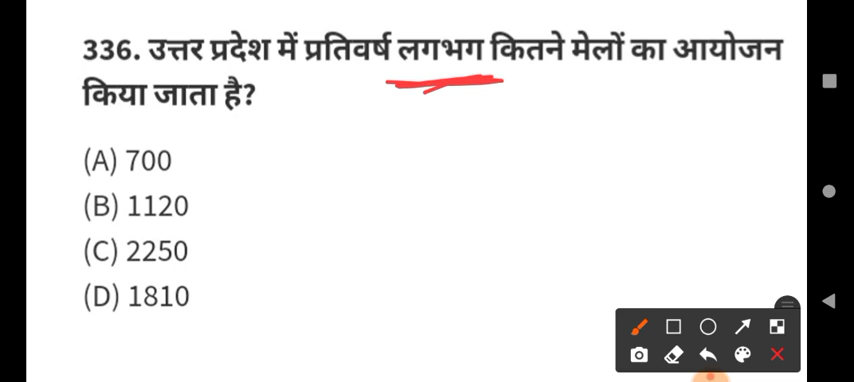 336. उत्तर प्रदेश में प्रतिवर्ष लगभग कितने मेलों का आयोजन
किया जाता है?
(A) 700
(B) 1120
(C) 2250
(D) 1810